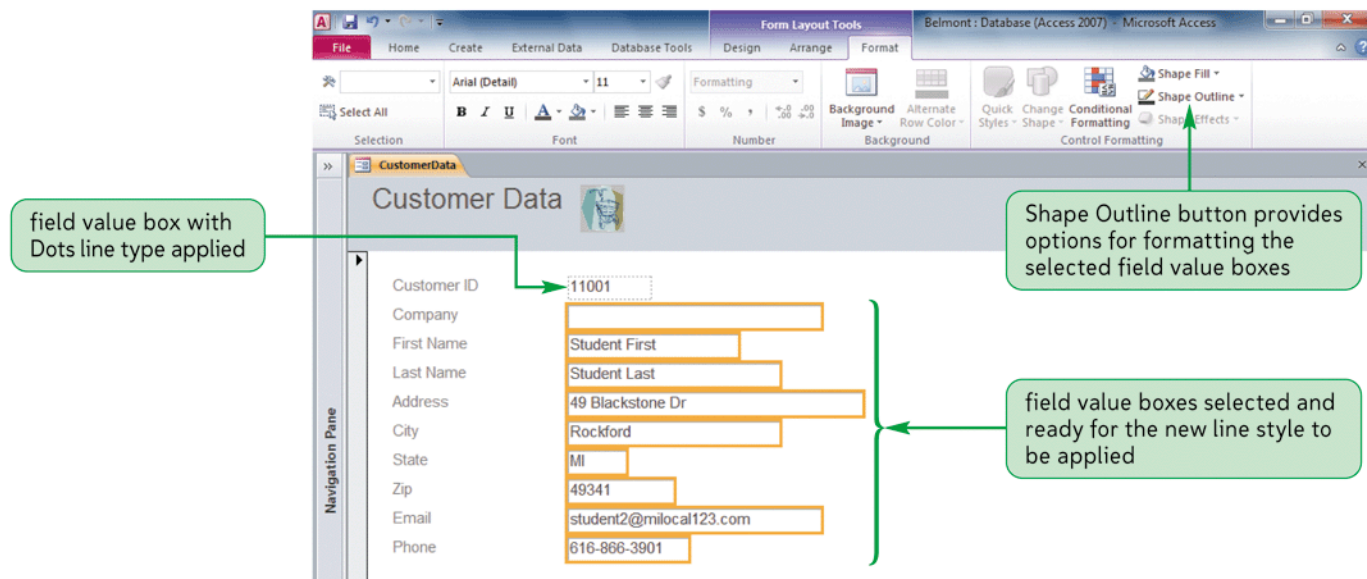 Form Layout Tools
Belmont : Database (Access 2007) - Microsoft Access
File Home Create External Data Database Tools Design Arrange Format
Arial (Detail) 11
Formatting
Select All
B I U A
$ % ,
Background Image
Alternate Row Color
Quick Styles
Change Shape
Conditional Formatting
Shape Fill
Shape Outline
Shape Effects
Selection Font Number Background Control Formatting
CustomerData
Customer Data
Navigation Pane
field value box with
Dots line type applied
Shape Outline button provides
options for formatting the
selected field value boxes
field value boxes selected and
ready for the new line style to
be applied
Customer ID 11001
Company
First Name Student First
Last Name Student Last
Address 49 Blackstone Dr
City Rockford
State MI
Zip 49341
Email student2@milocal123.com
Phone 616-866-3901